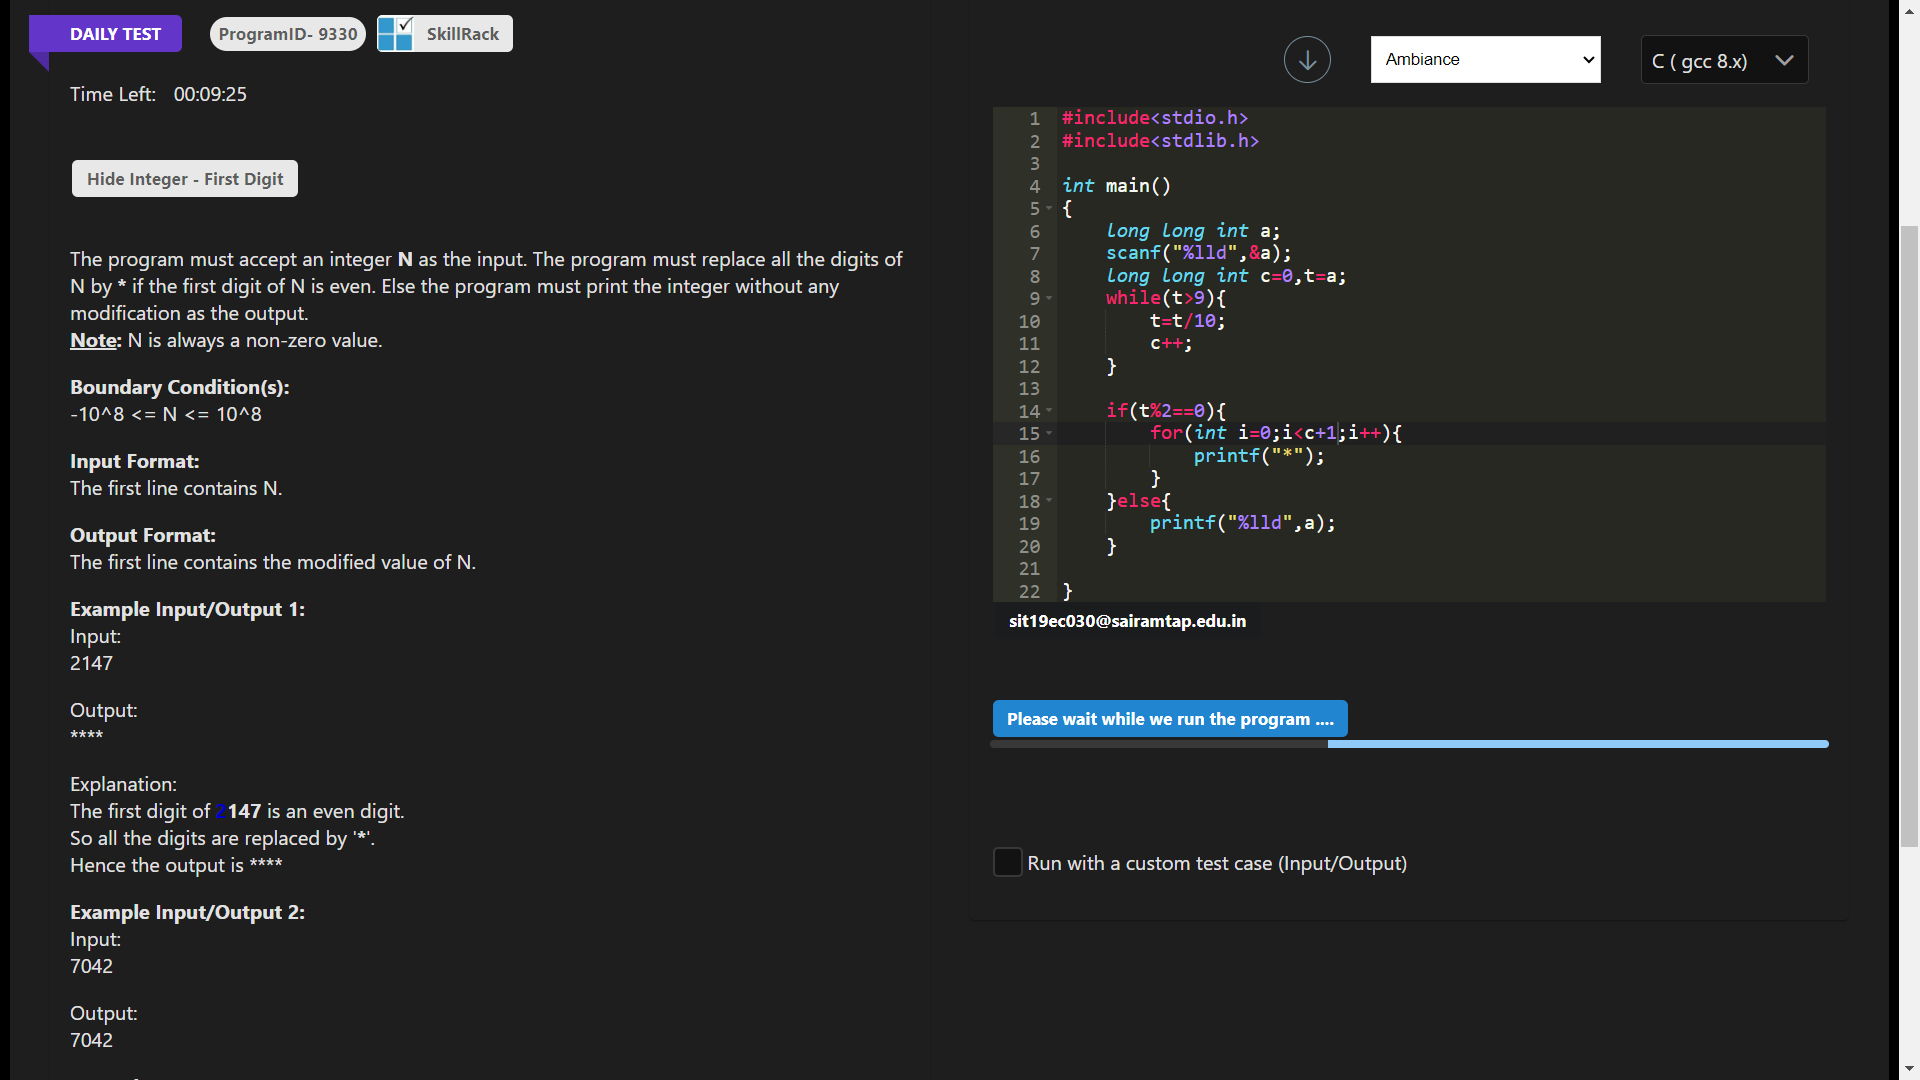 DAILY TEST
ProgramID- 9330
SkillRack
Time Left: 00:09:25
Hide Integer - First Digit
The program must accept an integer N as the input. The program must replace all the digits of
N by * if the first digit of N is even. Else the program must print the integer without any
modification as the output.
Note: N is always a non-zero value.
Boundary Condition(s):
-10^8 <= N <= 10^8
Input Format:
The first line contains N.
Output Format:
The first line contains the modified value of N.
Example Input/Output 1:
Input:
2147
Output:
****
Explanation:
The first digit of 2147 is an even digit.
So all the digits are replaced by '*'.
Hence the output is ****
Example Input/Output 2:
Input:
7042
Output:
7042
Ambiance
C ( gcc 8.x)
1 #include<stdio.h>
2 #include<stdlib.h>
3
4 int main()
5 {
6 long long int a;
7 scanf("%lld",&a);
8 long long int c=0,t=a;
9 while(t>9){
10 t=t/10;
11 c++;
12 }
13
14 if(t%2==0){
15 for(int i=0;i<c+1;i++){
16 printf("*");
17 }
18 }else{
19 printf("%lld",a);
20 }
21
22 }
sit19ec030@sairamtap.edu.in
Please wait while we run the program ....
Run with a custom test case (Input/Output)